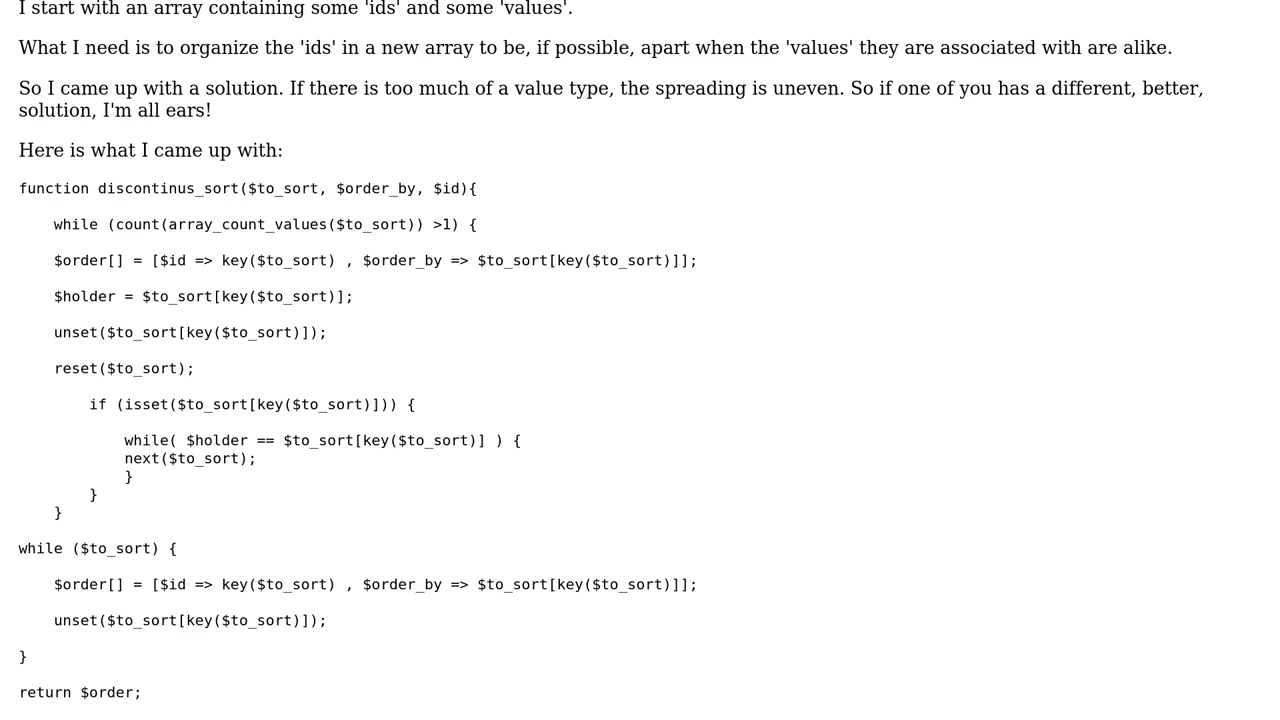 I start with an array containing some 'ids' and some 'values'.
What I need is to organize the 'ids' in a new array to be, if possible, apart when the 'values' they are associated with are alike.
So I came up with a solution. If there is too much of a value type, the spreading is uneven. So if one of you has a different, better,
solution, I'm all ears!
Here is what I came up with:
function discontinus_sort($to_sort, $order_by, $id){
    while (count(array_count_values($to_sort)) >1) {
    $order[] = [$id => key($to_sort) , $order_by => $to_sort[key($to_sort)]];
    $holder = $to_sort[key($to_sort)];
    unset($to_sort[key($to_sort)]);
    reset($to_sort);
        if (isset($to_sort[key($to_sort)])) {
            while( $holder == $to_sort[key($to_sort)] ) {
            next($to_sort);
            }
        }
    }
while ($to_sort) {
    $order[] = [$id => key($to_sort) , $order_by => $to_sort[key($to_sort)]];
    unset($to_sort[key($to_sort)]);
}
return $order;